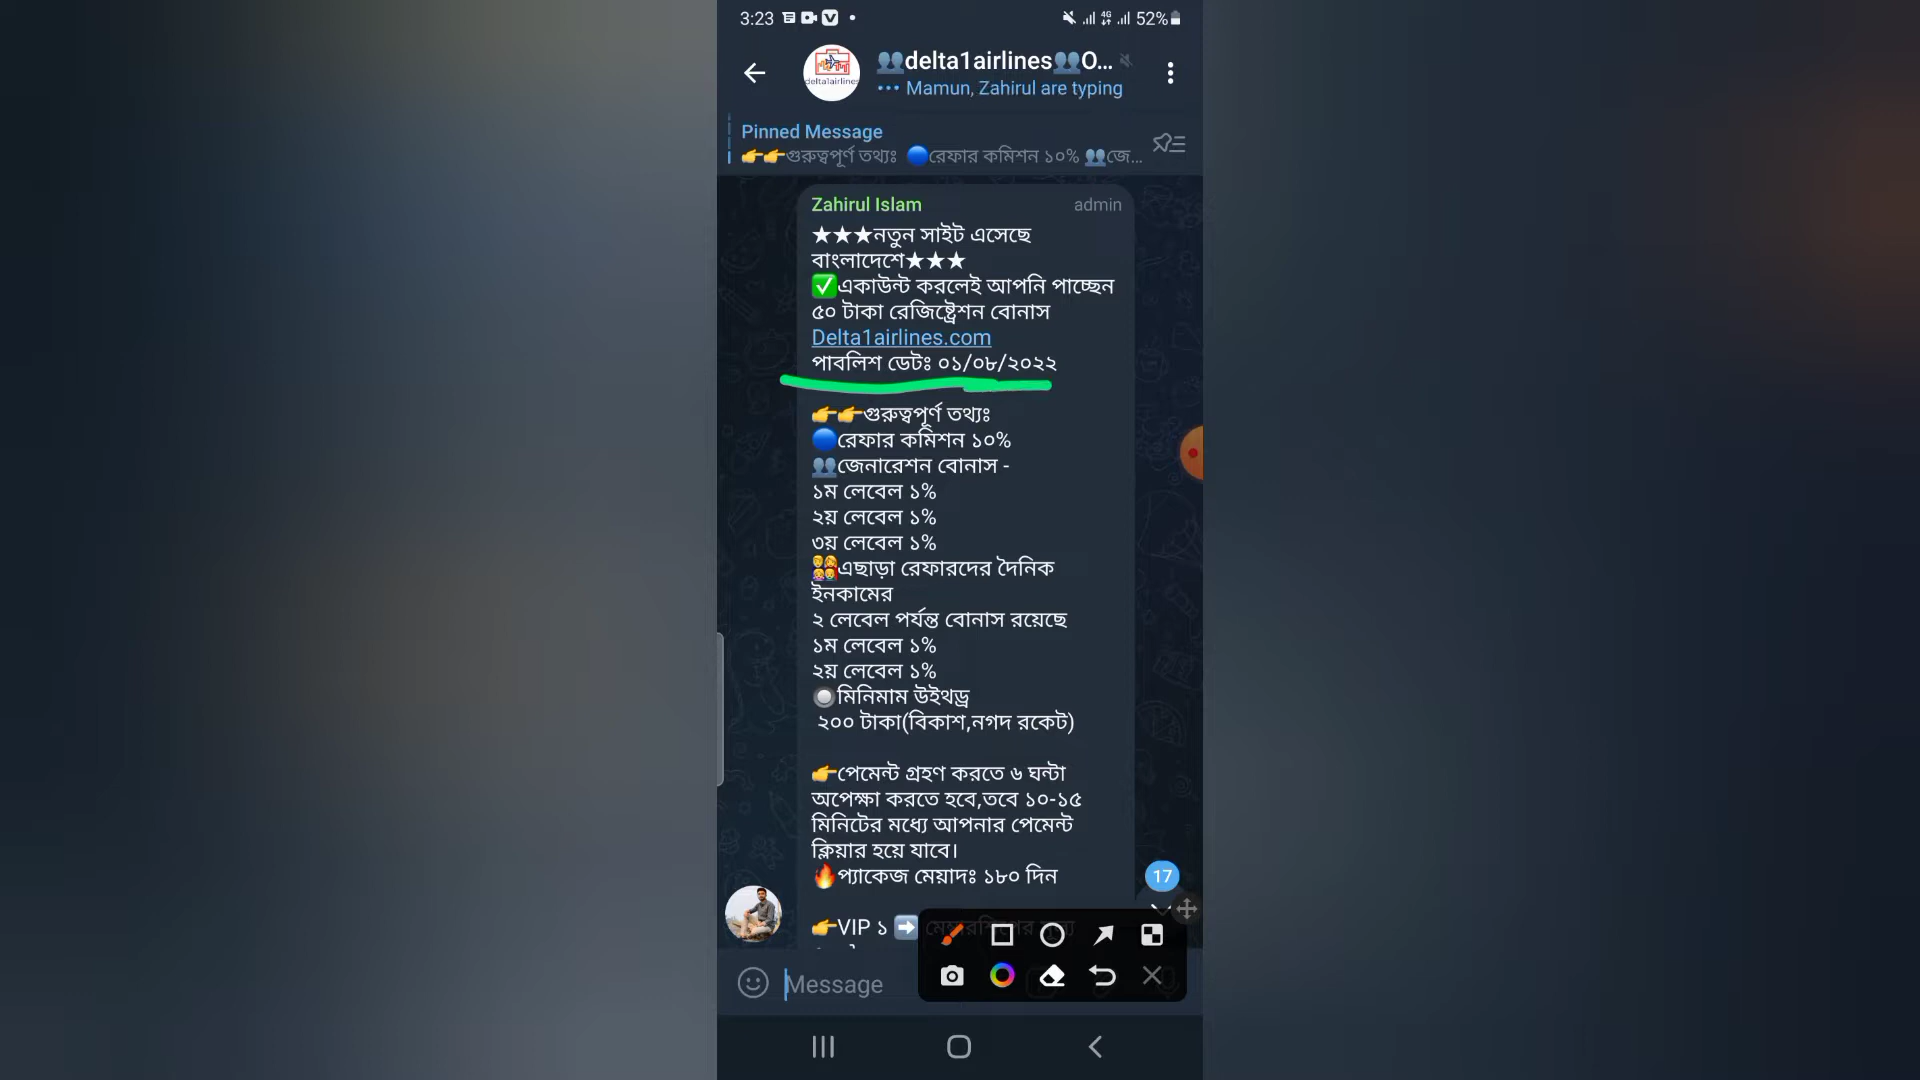 3:23
4G 52%
👥delta1airlines👥O...
delta1airlines
Mamun, Zahirul are typing
Pinned Message
👉👉গুরুত্বপূর্ণ তথ্যঃ 🔵রেফার কমিশন ১০% 👥জে...
Zahirul Islam admin
★★★নতুন সাইট এসেছে
বাংলাদেশে★★★
✅একাউন্ট করলেই আপনি পাচ্ছেন
৫০ টাকা রেজিষ্ট্রেশন বোনাস
Delta1airlines.com
পাবলিশ ডেটঃ ০১/০৮/২০২২
👉👉গুরুত্বপূর্ণ তথ্যঃ
🔵রেফার কমিশন ১০%
👥জেনারেশন বোনাস -
১ম লেবেল ১%
২য় লেবেল ১%
৩য় লেবেল ১%
👨‍👩‍👧‍👦এছাড়া রেফারদের দৈনিক
ইনকামের
২ লেবেল পর্যন্ত বোনাস রয়েছে
১ম লেবেল ১%
২য় লেবেল ১%
🔘মিনিমাম উইথড্র
২০০ টাকা(বিকাশ,নগদ রকেট)
👉পেমেন্ট গ্রহণ করতে ৬ ঘন্টা
অপেক্ষা করতে হবে,তবে ১০-১৫
মিনিটের মধ্যে আপনার পেমেন্ট
ক্লিয়ার হয়ে যাবে।
🔥প্যাকেজ মেয়াদঃ ১৮০ দিন
17
👉VIP ১ ➡️ মেম্বারশিপের মূল্য
Message